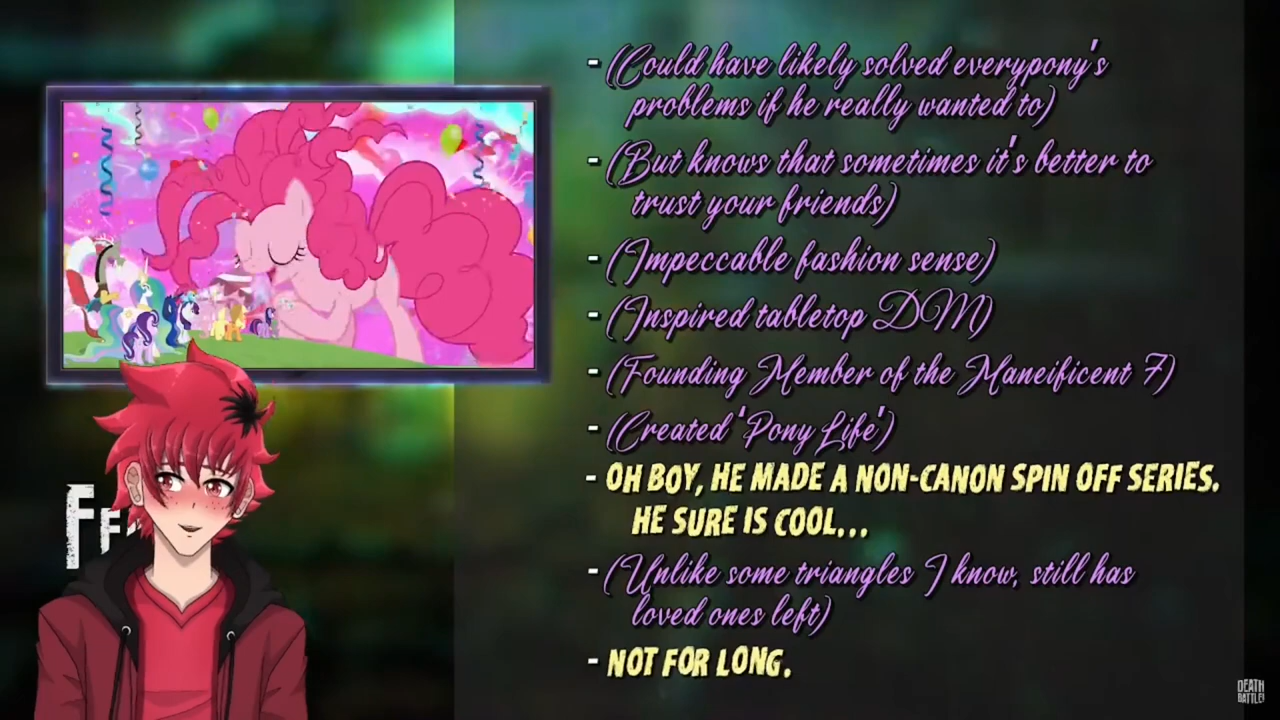 - (Could have likely solved everypony's
problems if he really wanted to)
- (But knows that sometimes it's better to
trust your friends)
- (Impeccable fashion sense)
- (Inspired tabletop DM)
- (Founding Member of the Maneificent 7)
- (Created 'Pony Life')
- OH BOY, HE MADE A NON-CANON SPIN OFF SERIES.
HE SURE IS COOL...
- (Unlike some triangles I know, still has
loved ones left)
- NOT FOR LONG.
DEATH
BATTLE!